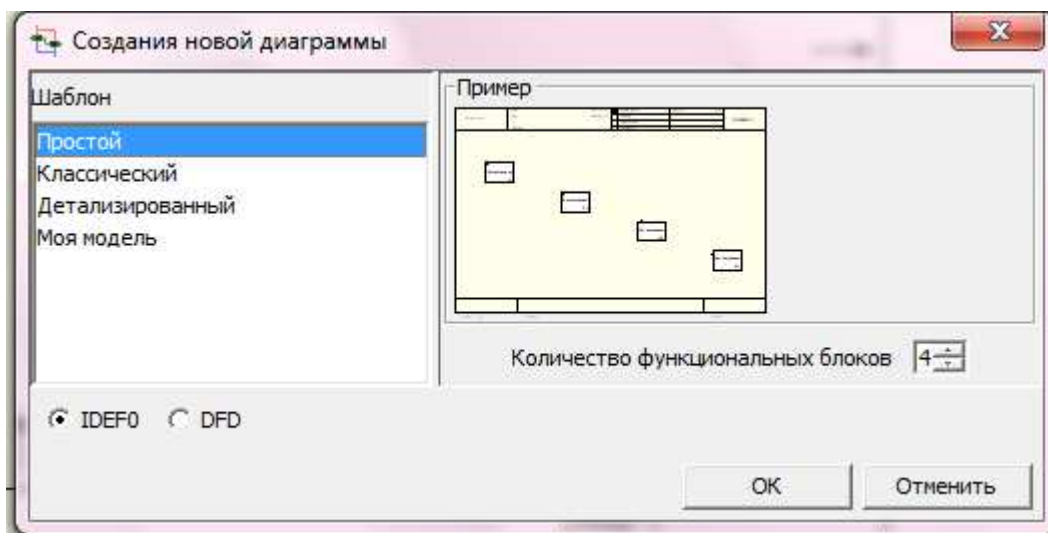 Создания новой диаграммы
Шаблон
Простой
Классический
Детализированный
Моя модель
Пример
Количество функциональных блоков 4
IDEF0 DFD
OK Отменить